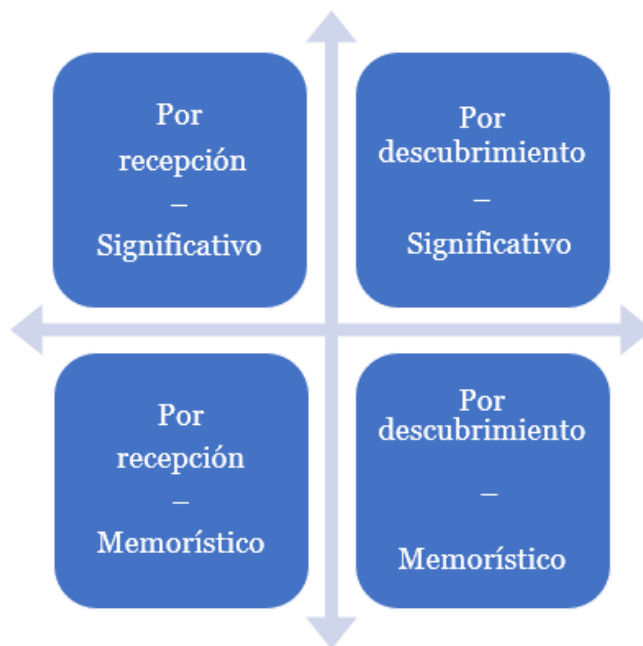 Por
recepción
–
Significativo
Por
descubrimiento
–
Significativo
Por
recepción
–
Memorístico
Por
descubrimiento
–
Memorístico